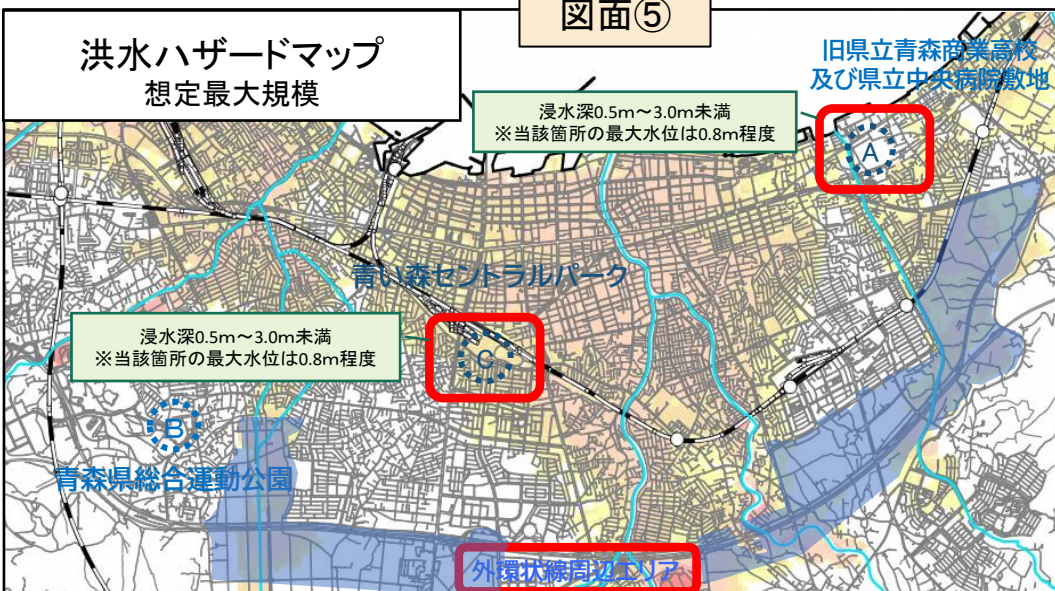 図面⑤
洪水ハザードマップ
想定最大規模
旧県立青森商業高校
及び県立中央病院敷地
浸水深0.5m～3.0m未満
※当該箇所の最大水位は0.8m程度
A
青い森セントラルパーク
浸水深0.5m～3.0m未満
※当該箇所の最大水位は0.8m程度
C
B
青森県総合運動公園
外環状線周辺エリア